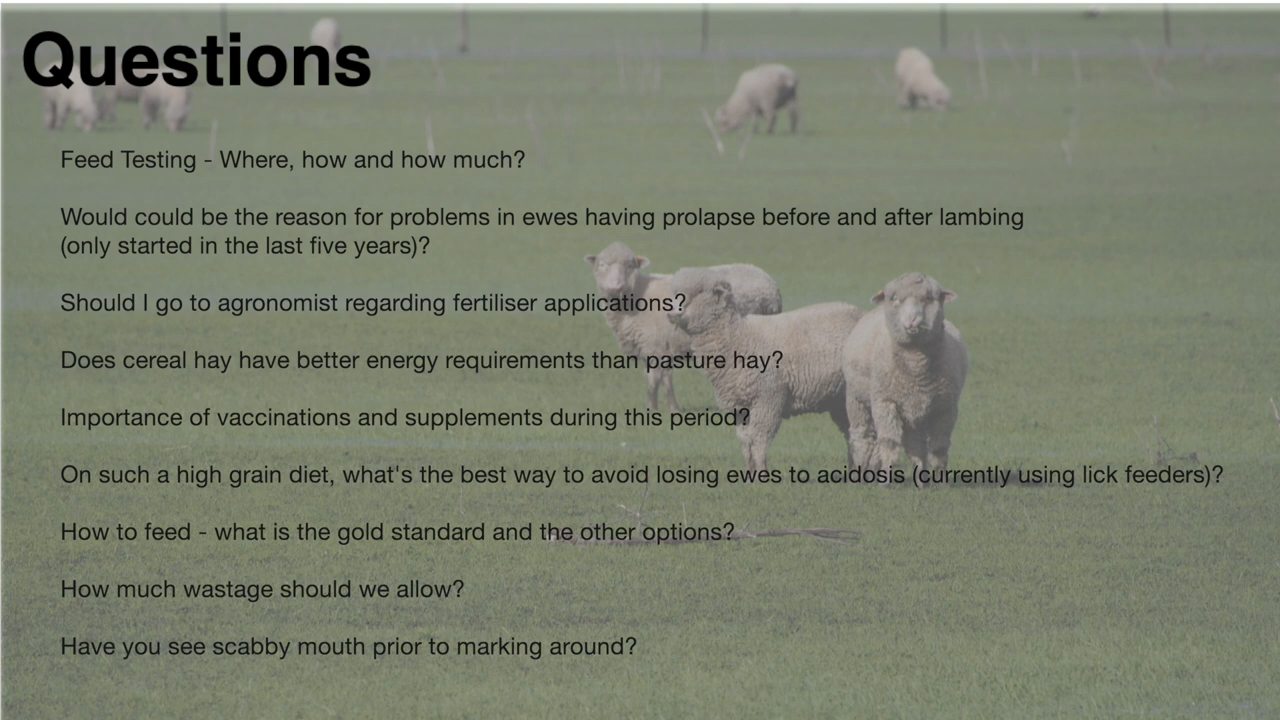 Questions
Feed Testing - Where, how and how much?
Would could be the reason for problems in ewes having prolapse before and after lambing
(only started in the last five years)?
Should I go to agronomist regarding fertiliser applications?
Does cereal hay have better energy requirements than pasture hay?
Importance of vaccinations and supplements during this period?
On such a high grain diet, what's the best way to avoid losing ewes to acidosis (currently using lick feeders)?
How to feed - what is the gold standard and the other options?
How much wastage should we allow?
Have you see scabby mouth prior to marking around?